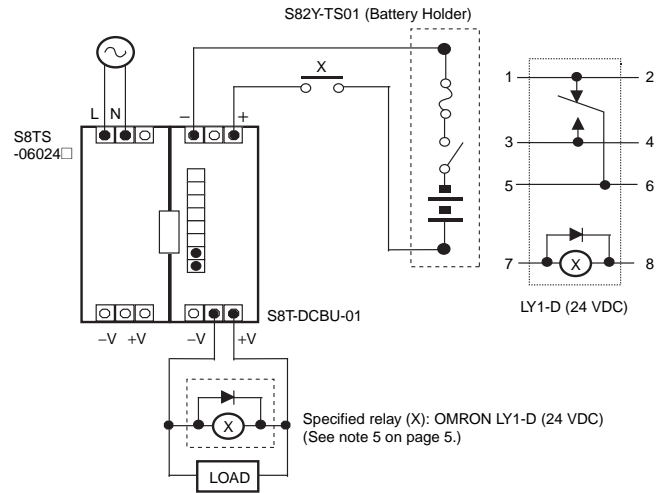 S82Y-TS01 (Battery Holder)
X
1 2
L N − +
S8TS
-06024□
3 4
5 6
7 X 8
LY1-D (24 VDC)
S8T-DCBU-01
−V +V −V +V
Specified relay (X): OMRON LY1-D (24 VDC)
X
(See note 5 on page 5.)
LOAD